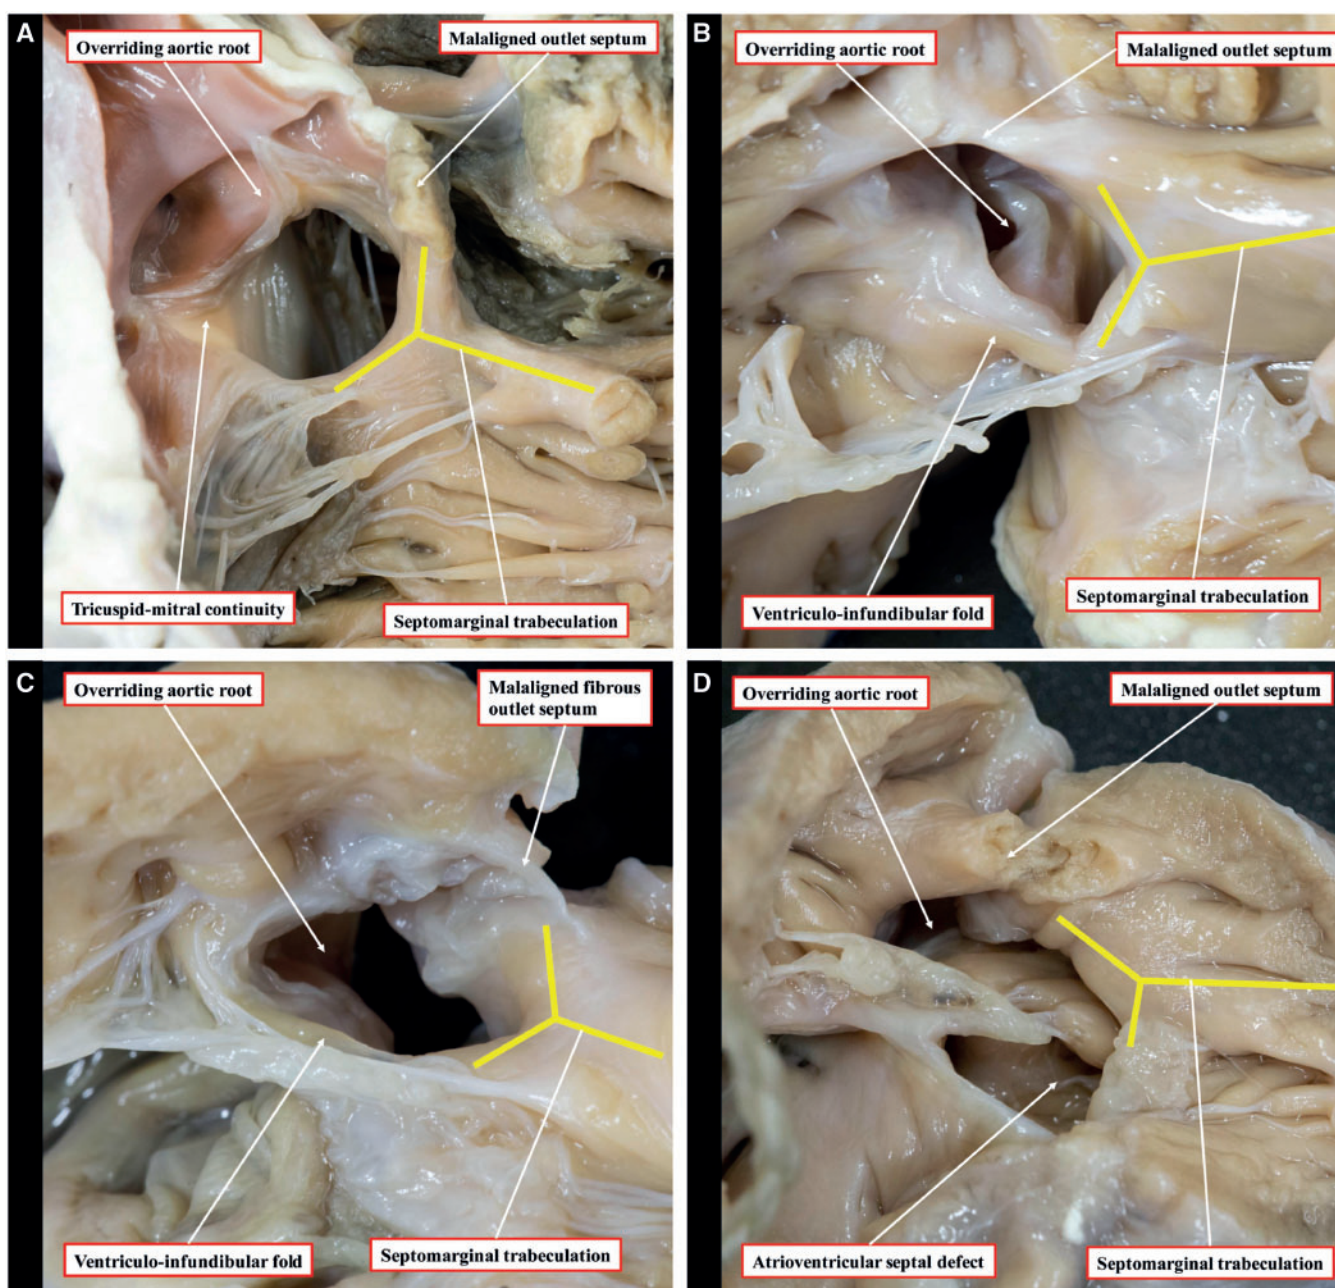 A
Overriding aortic root
Malaligned outlet septum
Tricuspid-mitral continuity
Septomarginal trabeculation
B
Overriding aortic root
Malaligned outlet septum
Ventriculo-infundibular fold
Septomarginal trabeculation
C
Overriding aortic root
Malaligned fibrous
outlet septum
Ventriculo-infundibular fold
Septomarginal trabeculation
D
Overriding aortic root
Malaligned outlet septum
Atrioventricular septal defect
Septomarginal trabeculation